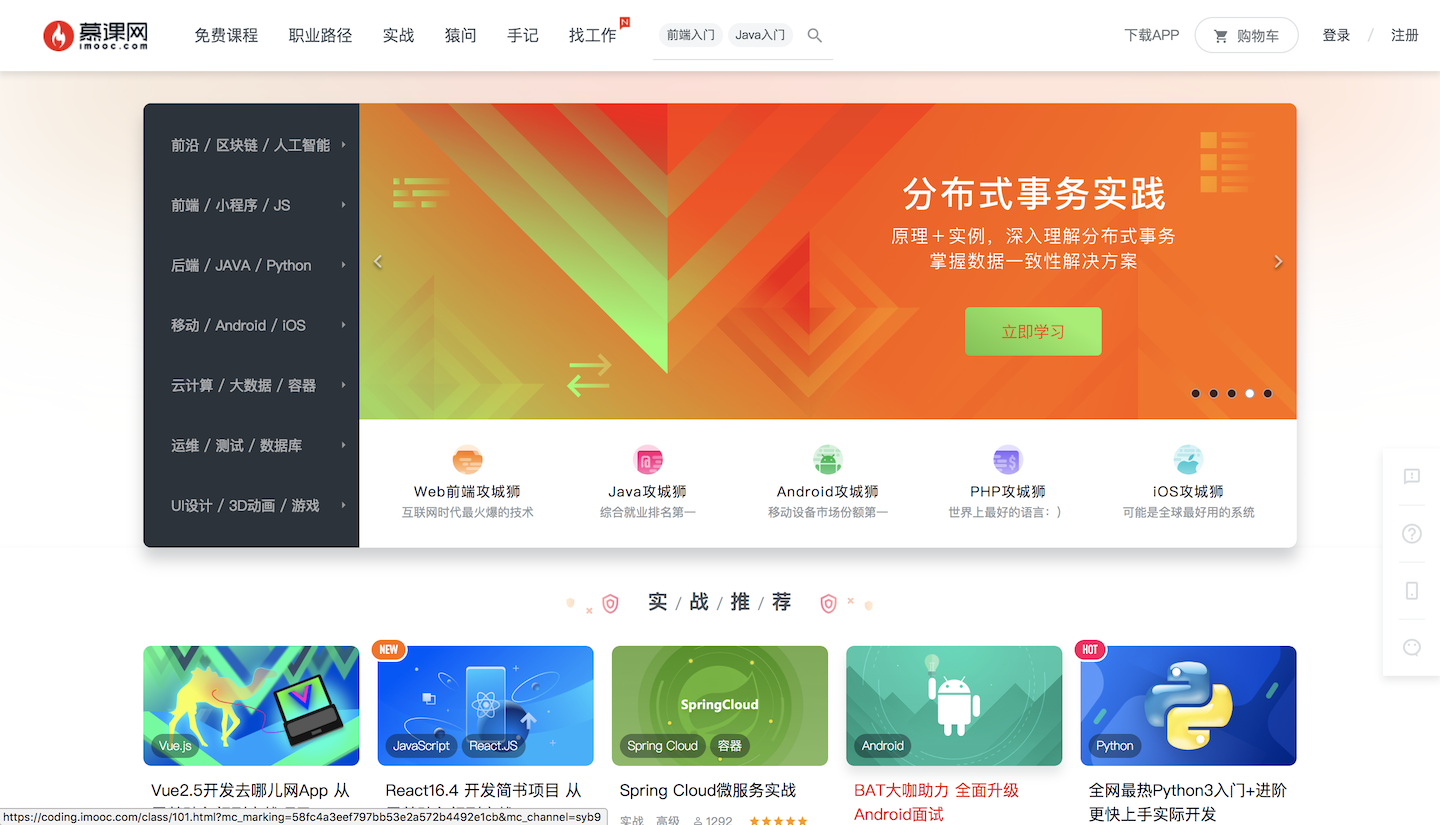 慕课网
imooc.com
免费课程 职业路径 实战 猿问 手记 找工作 N 前端入门 Java入门 下载APP 购物车 登录 / 注册
前沿 / 区块链 / 人工智能
前端 / 小程序 / JS
后端 / JAVA / Python
移动 / Android / iOS
云计算 / 大数据 / 容器
运维 / 测试 / 数据库
UI设计 / 3D动画 / 游戏
分布式事务实践
原理+实例，深入理解分布式事务
掌握数据一致性解决方案
立即学习
Web前端攻城狮
互联网时代最火爆的技术
Java攻城狮
综合就业排名第一
Android攻城狮
移动设备市场份额第一
PHP攻城狮
世界上最好的语言：)
iOS攻城狮
可能是全球最好用的系统
实 / 战 / 推 / 荐
Vue.js
Vue2.5开发去哪儿网App 从
NEW
JavaScript React.JS
React16.4 开发简书项目 从
SpringCloud
Spring Cloud 容器
Spring Cloud微服务实战
实战 高级 1292
Android
BAT大咖助力 全面升级
Android面试
HOT
Python
全网最热Python3入门+进阶
更快上手实际开发
https://coding.imooc.com/class/101.html?mc_marking=58fc4a3eef797bb53e2a572b4492e1cb&mc_channel=syb9